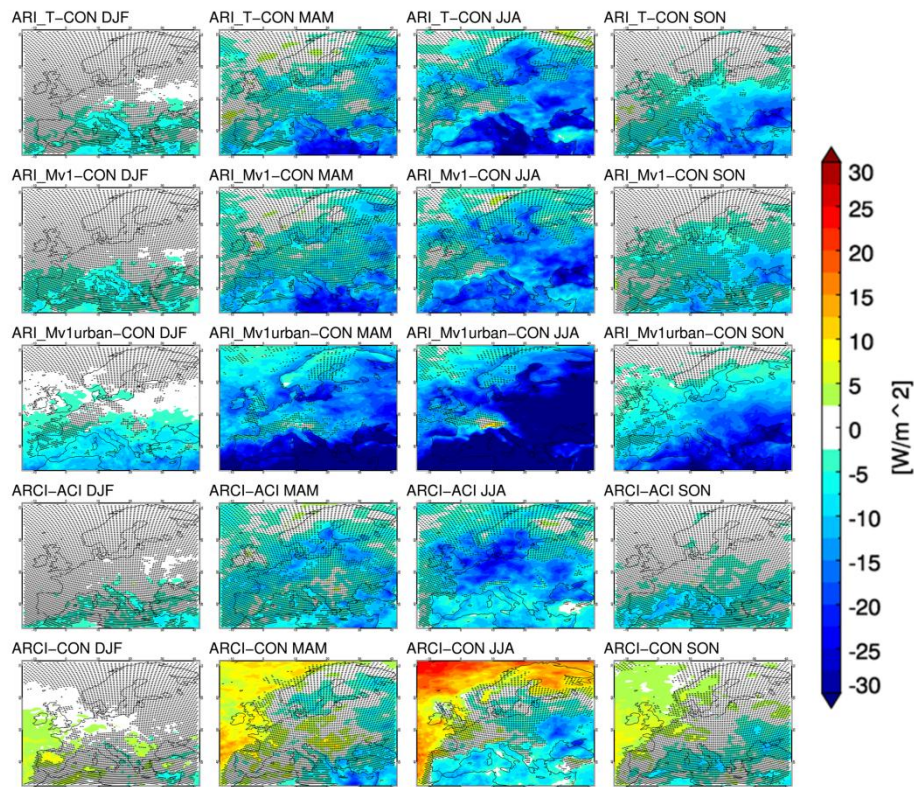 ARI_T-CON DJF ARI_T-CON MAM ARI_T-CON JJA ARI_T-CON SON
ARI_Mv1-CON DJF ARI_Mv1-CON MAM ARI_Mv1-CON JJA ARI_Mv1-CON SON
ARI_Mv1urban-CON DJF ARI_Mv1urban-CON MAM ARI_Mv1urban-CON JJA ARI_Mv1urban-CON SON
ARCI-ACI DJF ARCI-ACI MAM ARCI-ACI JJA ARCI-ACI SON
ARCI-CON DJF ARCI-CON MAM ARCI-CON JJA ARCI-CON SON
30
25
20
15
10
5
0
-5
-10
-15
-20
-25
-30
[W/m^2]